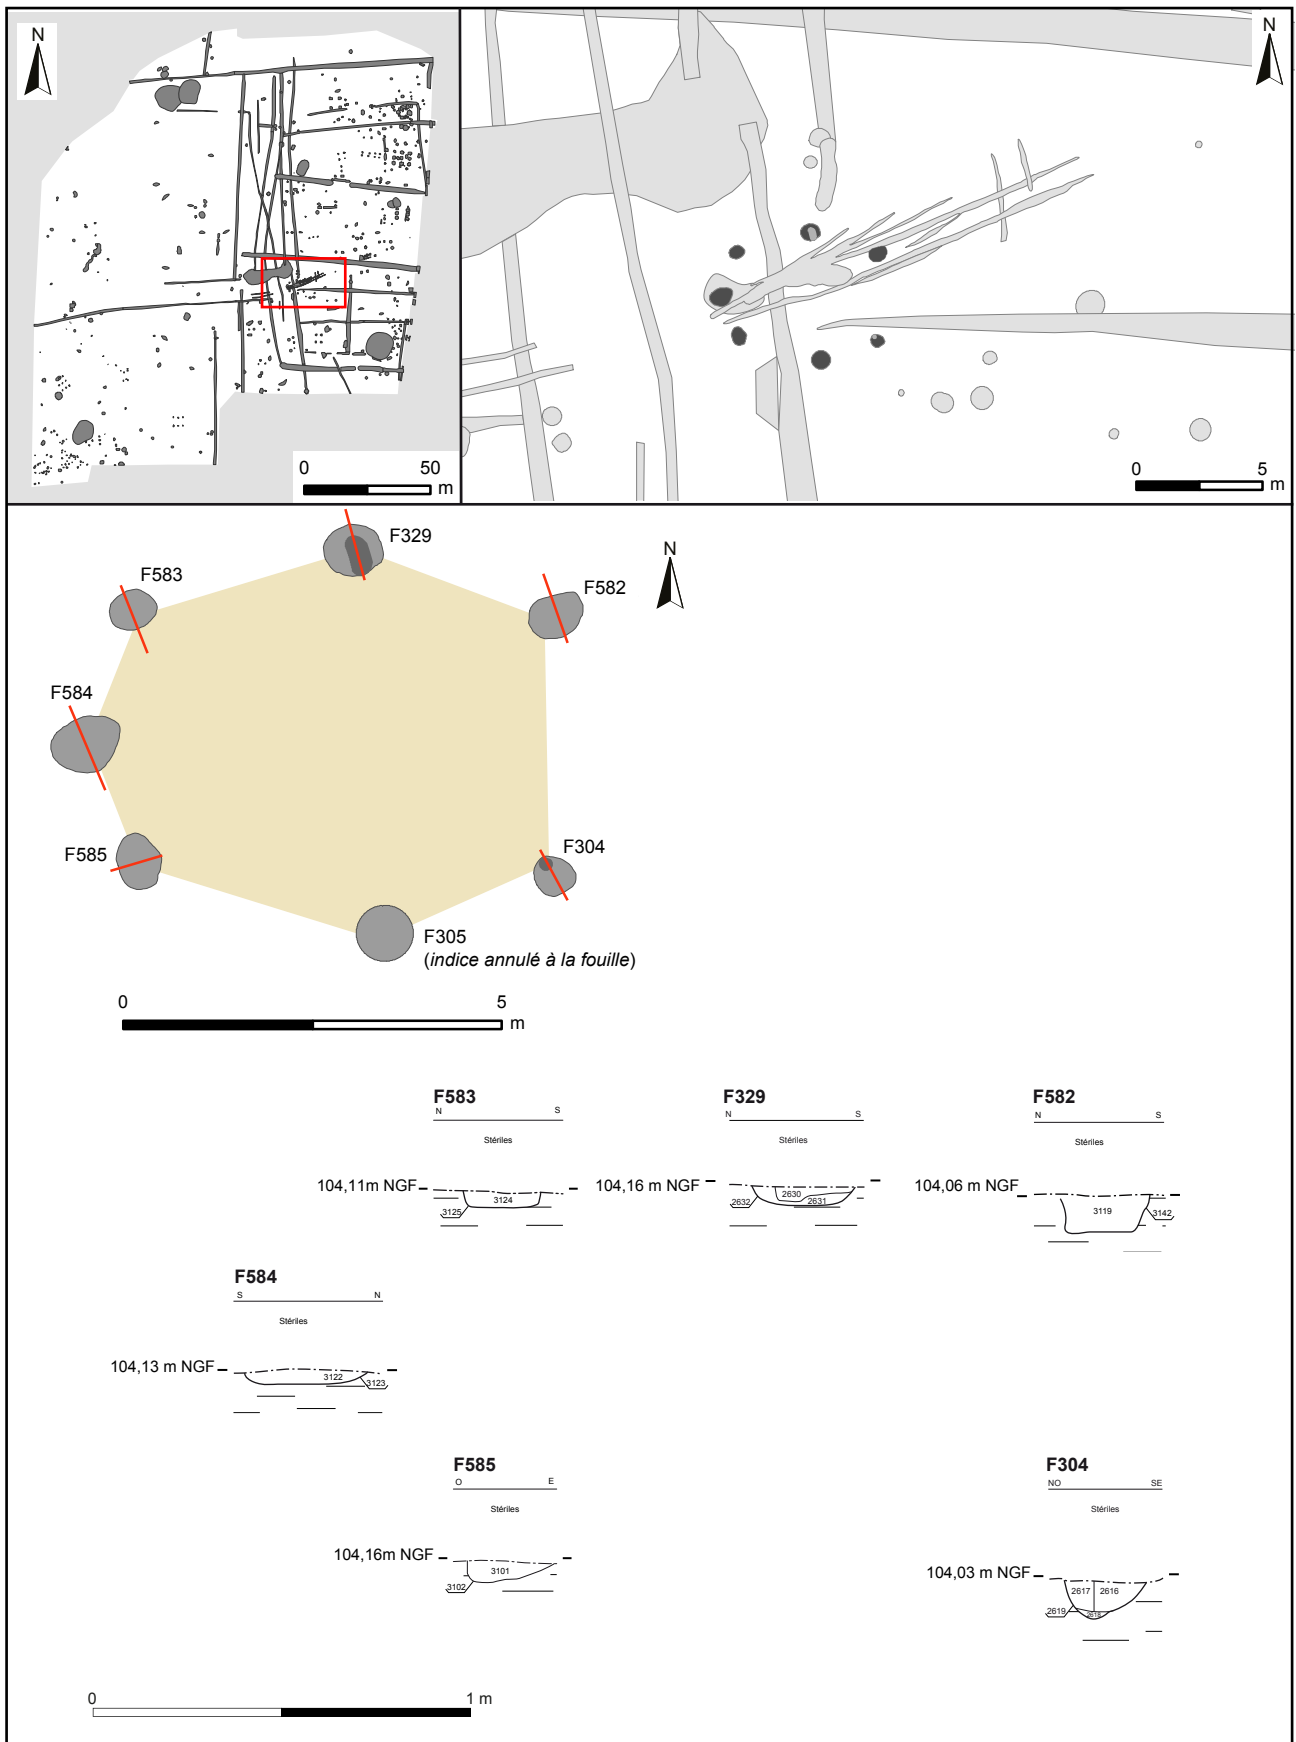 N
0 50
m
N
0 5
m
F329
N
F583
F582
F584
F585
F304
F305
(indice annulé à la fouille)
0 5
m
F583
N S
Stériles
104,11m NGF
3124
3125
F329
N S
Stériles
104,16 m NGF
2630
2632
2631
F582
N S
Stériles
104,06 m NGF
3119
3142
F584
S N
Stériles
104,13 m NGF
3122
3123
F585
O E
Stériles
104,16m NGF
3101
3102
F304
NO SE
Stériles
104,03 m NGF
2617 2616
2619
2618
0 1 m